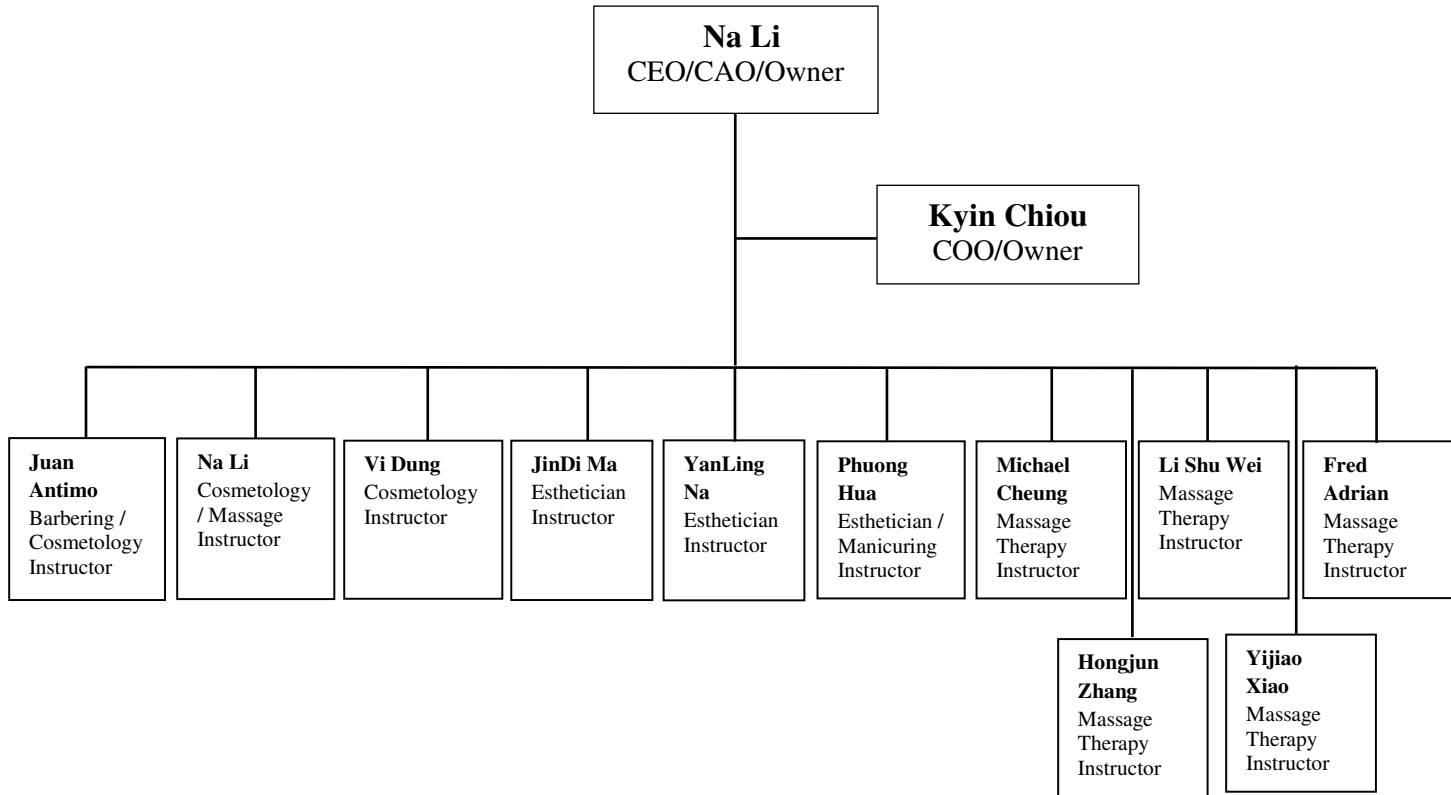 Na Li
CEO/CAO/Owner
Kyin Chiou
COO/Owner
Juan
Antimo
Barbering /
Cosmetology
Instructor
Na Li
Cosmetology
/ Massage
Instructor
Vi Dung
Cosmetology
Instructor
JinDi Ma
Esthetician
Instructor
YanLing
Na
Esthetician
Instructor
Phuong
Hua
Esthetician /
Manicuring
Instructor
Michael
Cheung
Massage
Therapy
Instructor
Li Shu Wei
Massage
Therapy
Instructor
Fred
Adrian
Massage
Therapy
Instructor
Hongjun
Zhang
Massage
Therapy
Instructor
Yijiao
Xiao
Massage
Therapy
Instructor